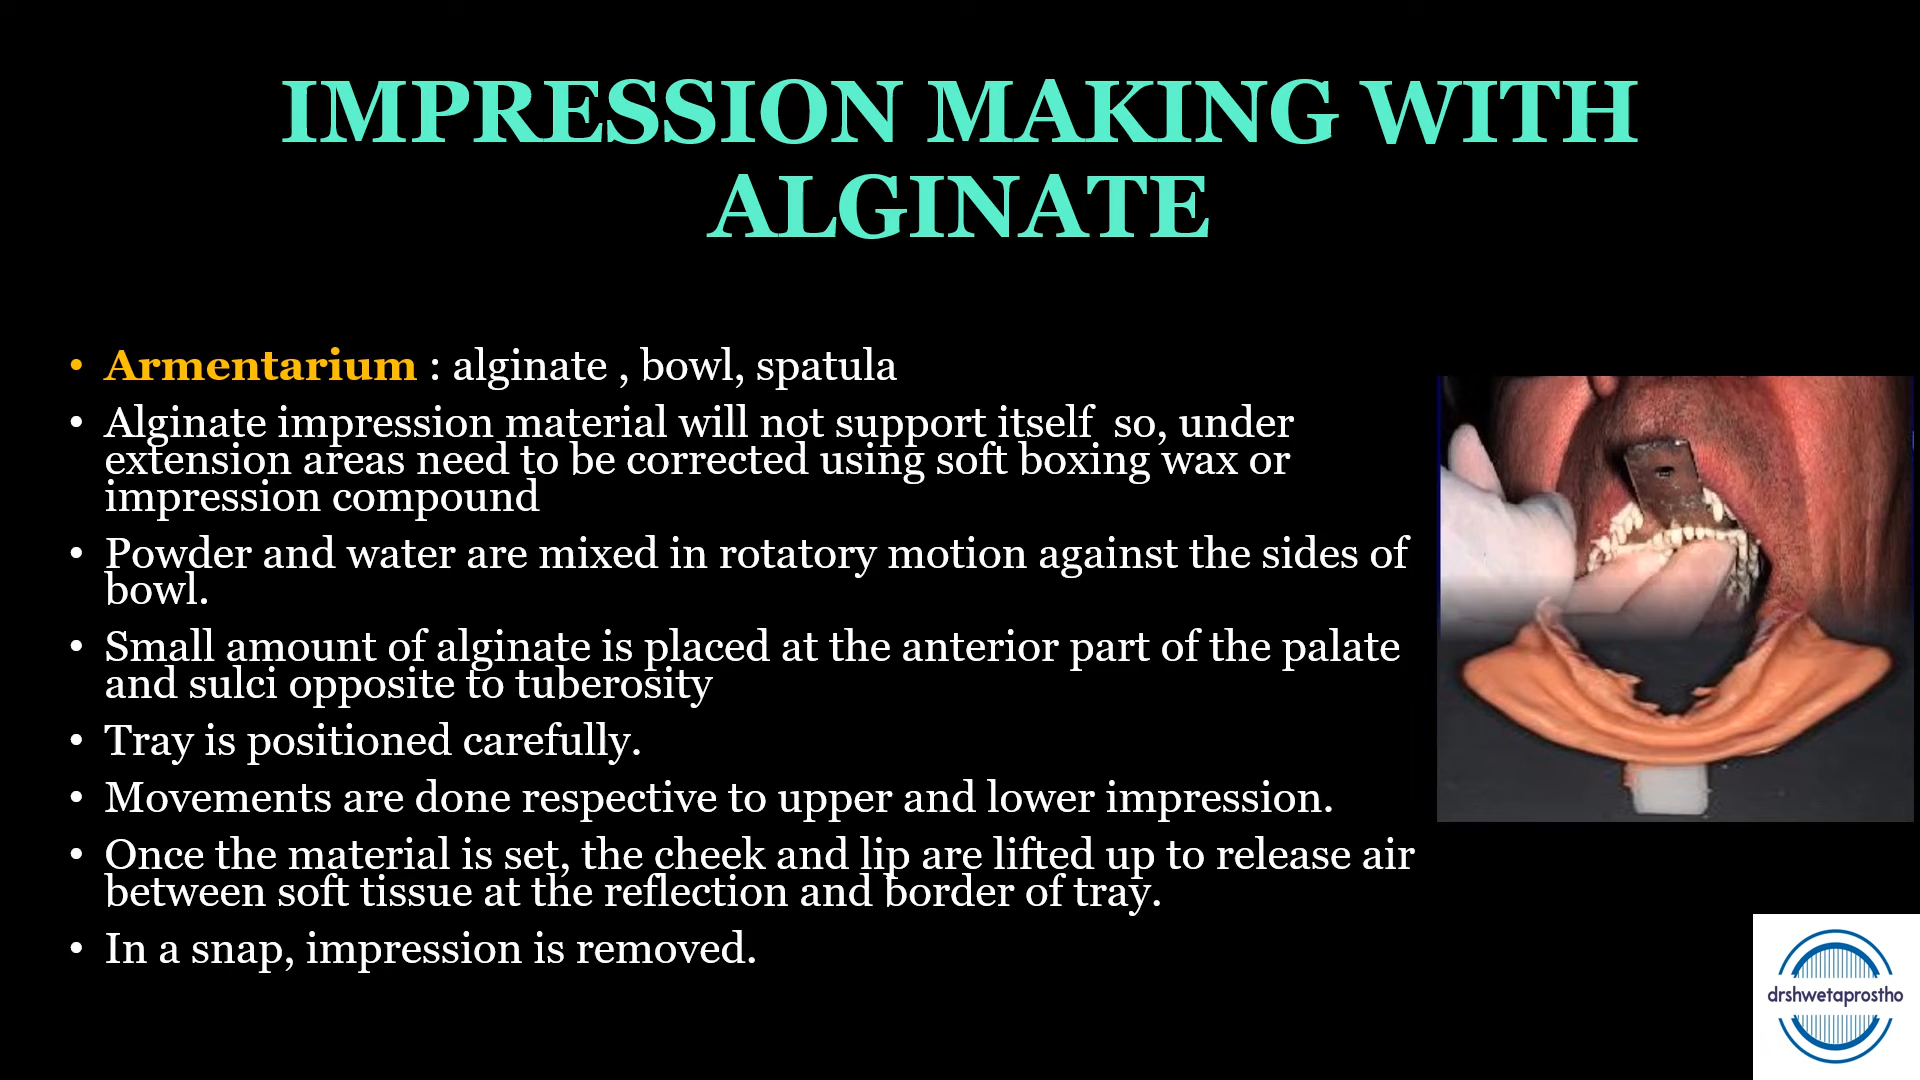 IMPRESSION MAKING WITH
ALGINATE
• Armentarium : alginate , bowl, spatula
• Alginate impression material will not support itself  so, under
extension areas need to be corrected using soft boxing wax or
impression compound
• Powder and water are mixed in rotatory motion against the sides of
bowl.
• Small amount of alginate is placed at the anterior part of the palate
and sulci opposite to tuberosity
• Tray is positioned carefully.
• Movements are done respective to upper and lower impression.
• Once the material is set, the cheek and lip are lifted up to release air
between soft tissue at the reflection and border of tray.
• In a snap, impression is removed.
drshwetaprostho